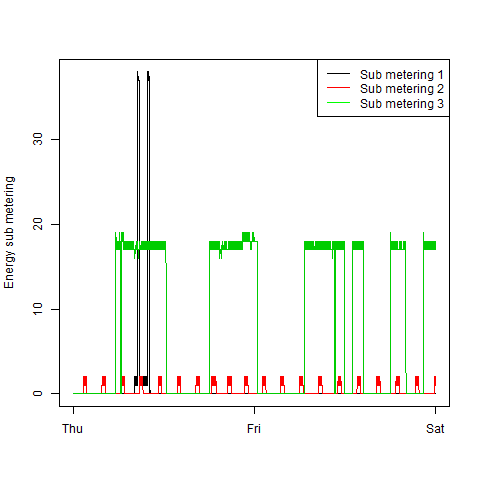 Sub metering 1
Sub metering 2
Sub metering 3
Energy sub metering
30
20
10
0
Thu Fri Sat